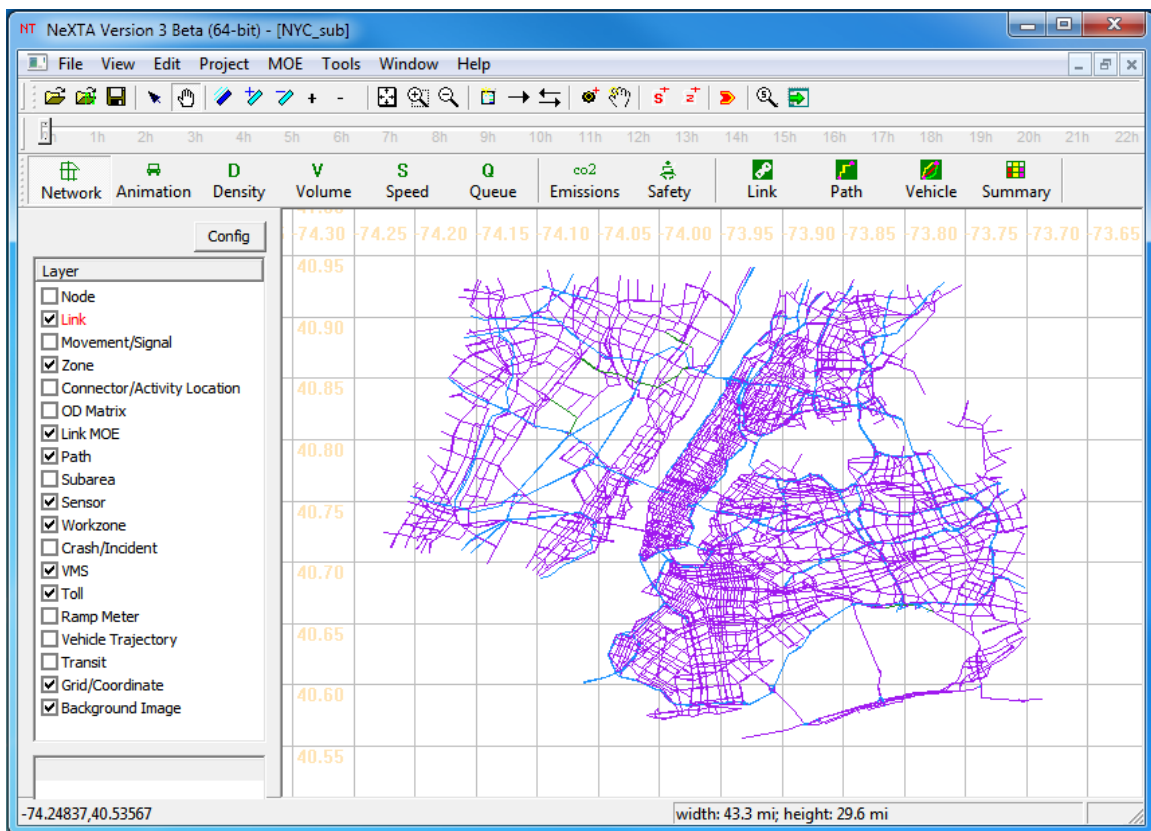 NT NeXTA Version 3 Beta (64-bit) - [NYC_sub]
File View Edit Project MOE Tools Window Help
1h 2h 3h 4h 5h 6h 7h 8h 9h 10h 11h 12h 13h 14h 15h 16h 17h 18h 19h 20h 21h 22h
D V S Q co2
Network Animation Density Volume Speed Queue Emissions Safety Link Path Vehicle Summary
Config
-74.30 -74.25 -74.20 -74.15 -74.10 -74.05 -74.00 -73.95 -73.90 -73.85 -73.80 -73.75 -73.70 -73.65
Layer
Node
Link
Movement/Signal
Zone
Connector/Activity Location
OD Matrix
Link MOE
Path
Subarea
Sensor
Workzone
Crash/Incident
VMS
Toll
Ramp Meter
Vehicle Trajectory
Transit
Grid/Coordinate
Background Image
40.95
40.90
40.85
40.80
40.75
40.70
40.65
40.60
40.55
-74.24837,40.53567
width: 43.3 mi; height: 29.6 mi